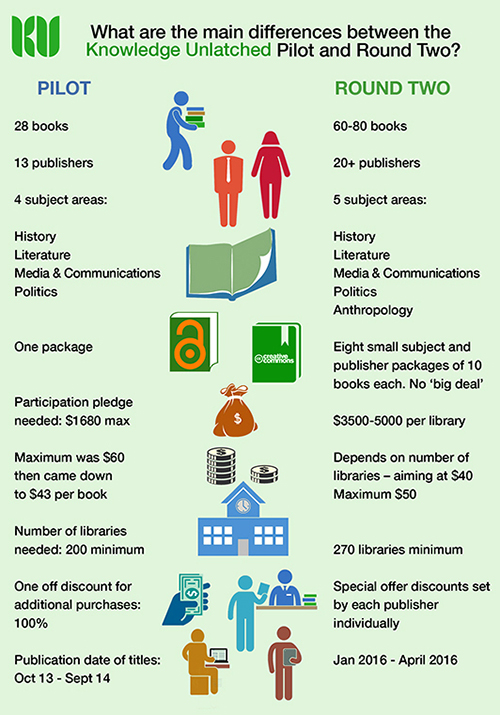 KU
What are the main differences between the
Knowledge Unlatched Pilot and Round Two?
PILOT
ROUND TWO
28 books
60-80 books
13 publishers
20+ publishers
4 subject areas:
5 subject areas:
History
Literature
Media & Communications
Politics
History
Literature
Media & Communications
Politics
Anthropology
One package
creative
commons
Eight small subject and
publisher packages of 10
books each. No ‘big deal’
Participation pledge
needed: $1680 max
$
$3500-5000 per library
Maximum was $60
then came down
to $43 per book
Depends on number of
libraries – aiming at $40
Maximum $50
Number of libraries
needed: 200 minimum
270 libraries minimum
One off discount for
additional purchases:
100%
$
Special offer discounts set
by each publisher
individually
Publication date of titles:
Oct 13 - Sept 14
Jan 2016 - April 2016